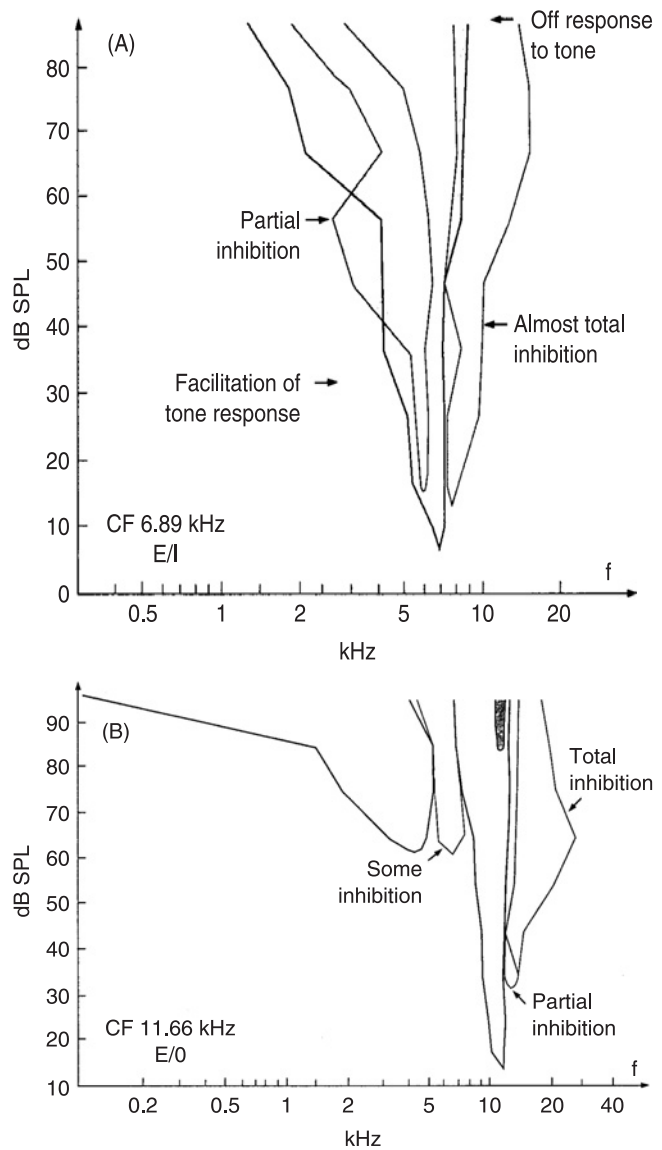 (A)
Off response
to tone
80
70
60
50
40
30
20
10
0
dB SPL
Partial
inhibition
Almost total
inhibition
Facilitation of
tone response
CF 6.89 kHz
E/I
f
0.5 1 2 5 10 20
kHz
(B)
90
80
70
60
50
40
30
20
10
dB SPL
Total
inhibition
Some
inhibition
Partial
inhibition
CF 11.66 kHz
E/0
f
0.2 0.5 1 2 5 10 20 40
kHz